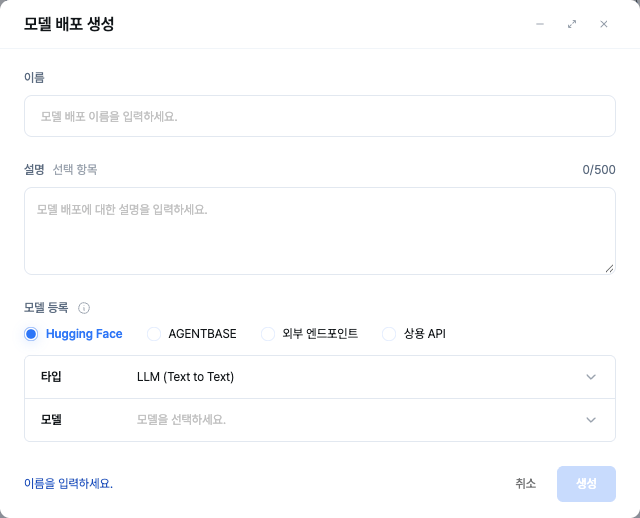 모델 배포 생성
이름
모델 배포 이름을 입력하세요.
설명 선택 항목 0/500
모델 배포에 대한 설명을 입력하세요.
모델 등록
Hugging Face AGENTBASE 외부 엔드포인트 상용 API
타입 LLM (Text to Text)
모델 모델을 선택하세요.
이름을 입력하세요. 취소 생성